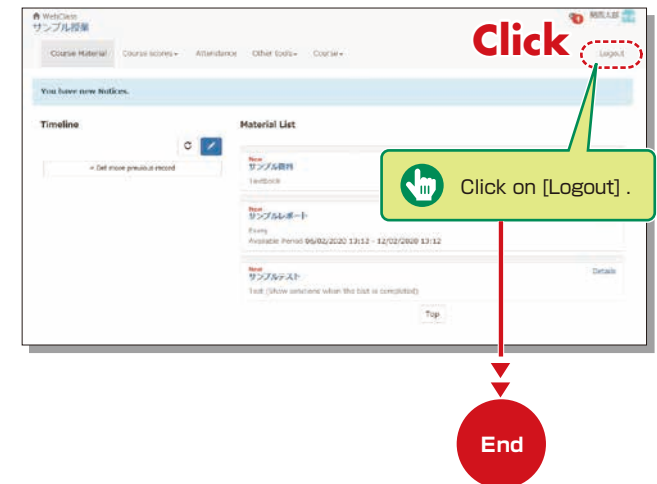 WebClass
サンプル授業
Course Material Course scores Attendance Other tools Course
Click
Logout
You have new Notices.
Timeline
Material List
Get more previous record
New
サンプル資料
Textbook
Click on [Logout] .
New
サンプルレポート
Essay
Available Period 06/02/2020 13:12 - 12/02/2020 13:12
New
サンプルテスト
Details
Test (Show solutions when the test is completed)
Top
End